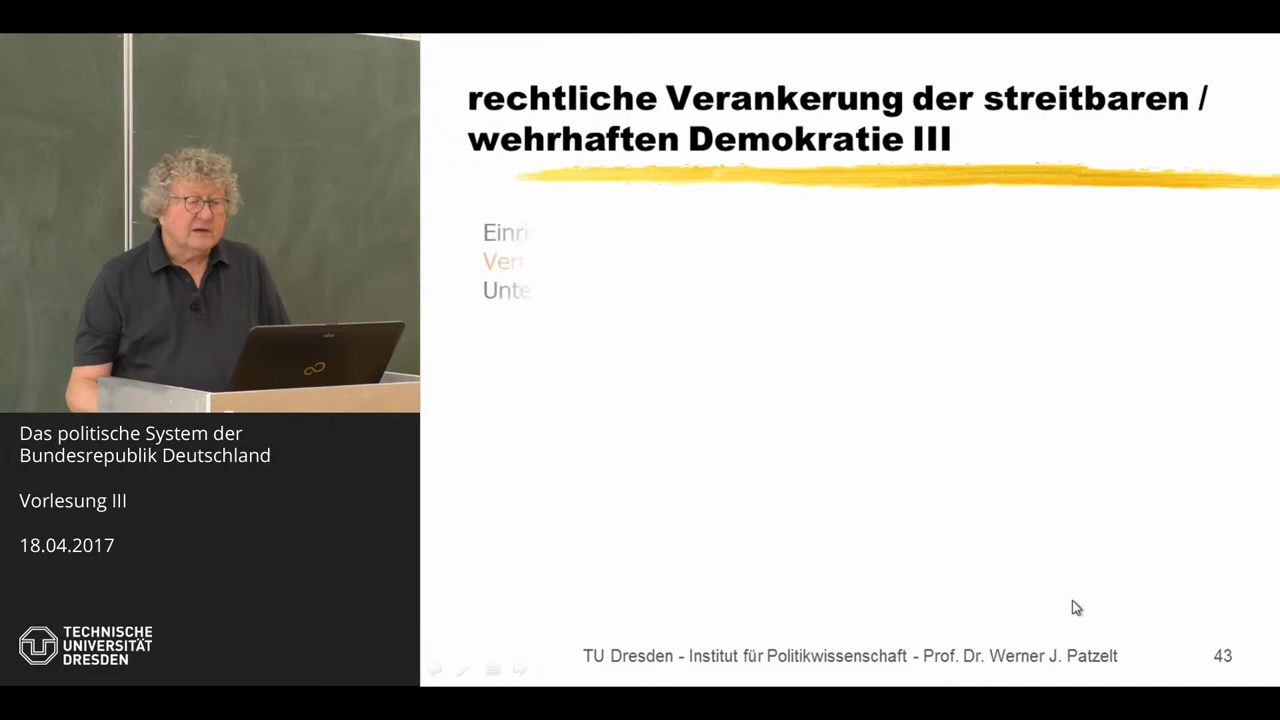 rechtliche Verankerung der streitbaren /
wehrhaften Demokratie III
Das politische System der
Bundesrepublik Deutschland
Vorlesung III
18.04.2017
TECHNISCHE
UNIVERSITÄT
DRESDEN
TU Dresden - Institut für Politikwissenschaft - Prof. Dr. Werner J. Patzelt
43